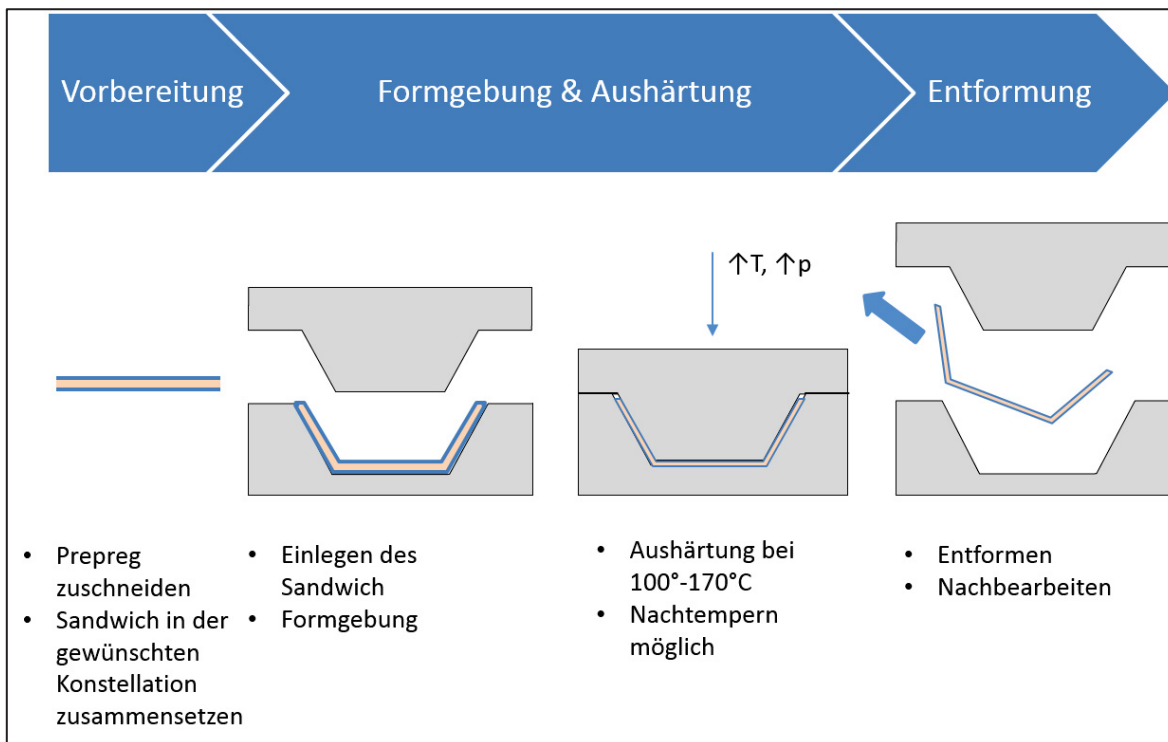 Vorbereitung
Formgebung & Aushärtung
Entformung
↑T, ↑p
• Prepreg
zuschneiden
• Sandwich in der
gewünschten
Konstellation
zusammensetzen
• Einlegen des
Sandwich
• Formgebung
• Aushärtung bei
100°-170°C
• Nachtempern
möglich
• Entformen
• Nachbearbeiten